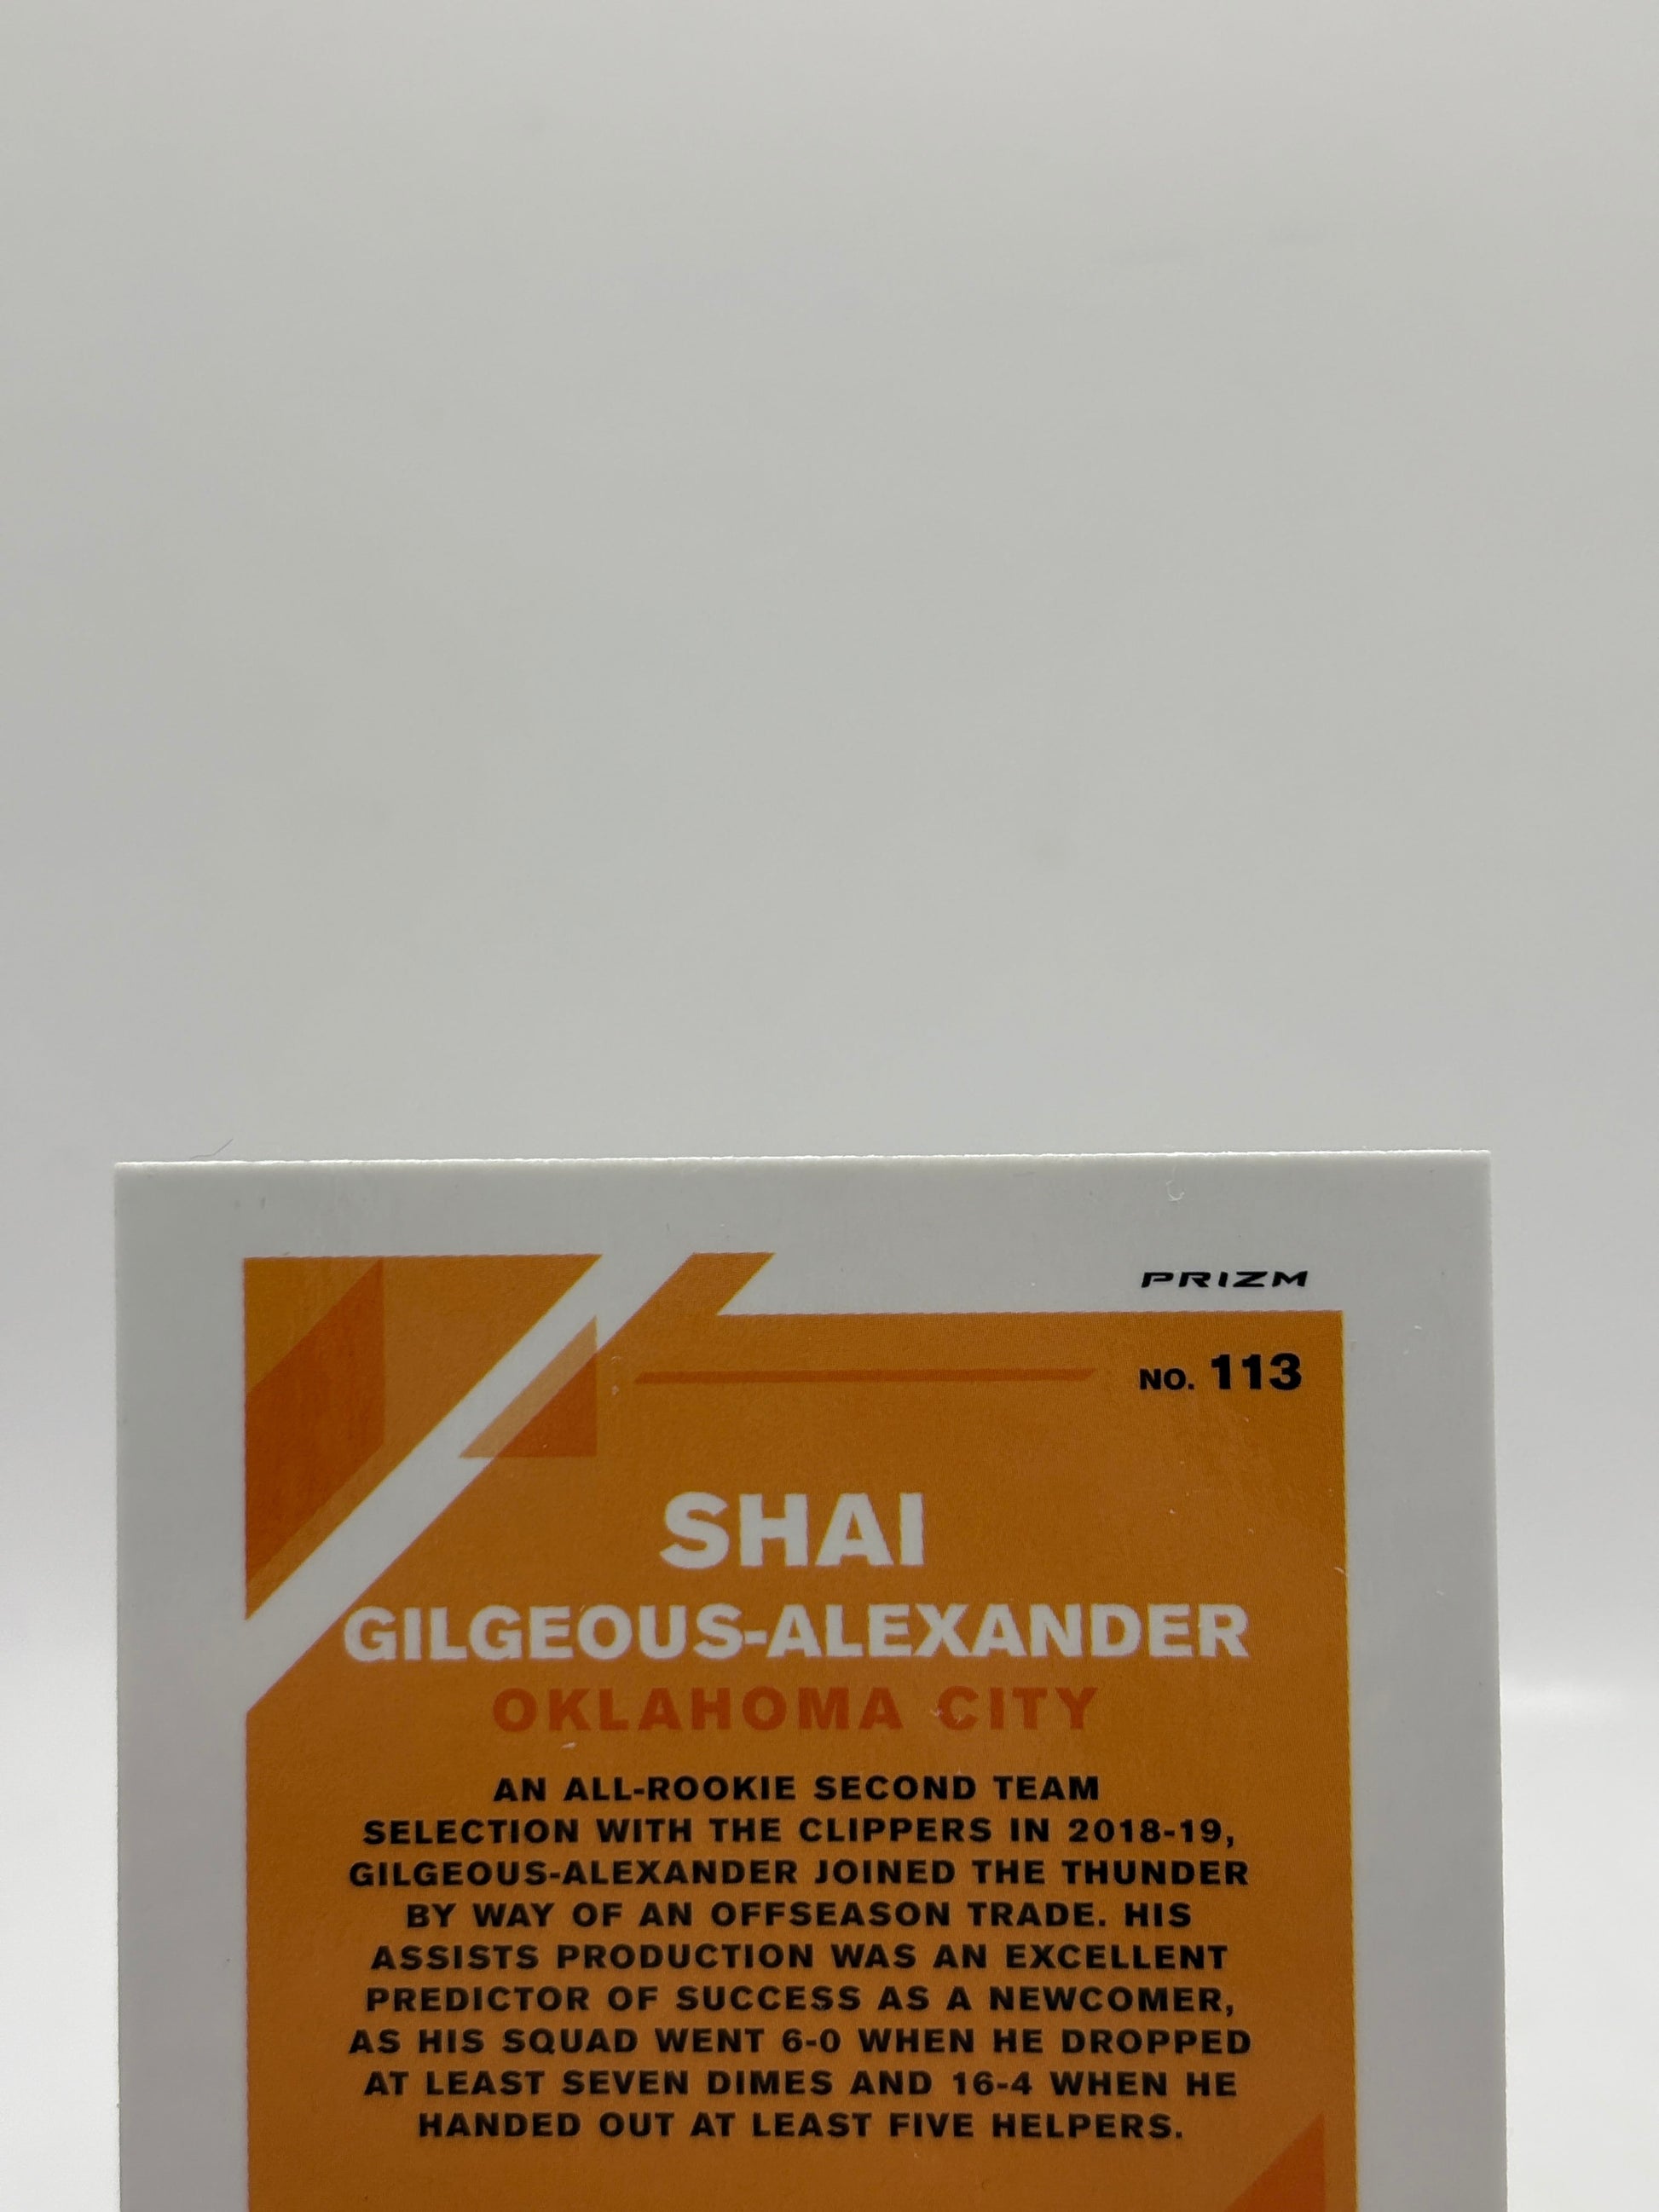 PRIZM
NO. 113
SHAI
GILGEOUS-ALEXANDER
OKLAHOMA CITY
AN ALL-ROOKIE SECOND TEAM
SELECTION WITH THE CLIPPERS IN 2018-19,
GILGEOUS-ALEXANDER JOINED THE THUNDER
BY WAY OF AN OFFSEASON TRADE. HIS
ASSISTS PRODUCTION WAS AN EXCELLENT
PREDICTOR OF SUCCESS AS A NEWCOMER,
AS HIS SQUAD WENT 6-0 WHEN HE DROPPED
AT LEAST SEVEN DIMES AND 16-4 WHEN HE
HANDED OUT AT LEAST FIVE HELPERS.